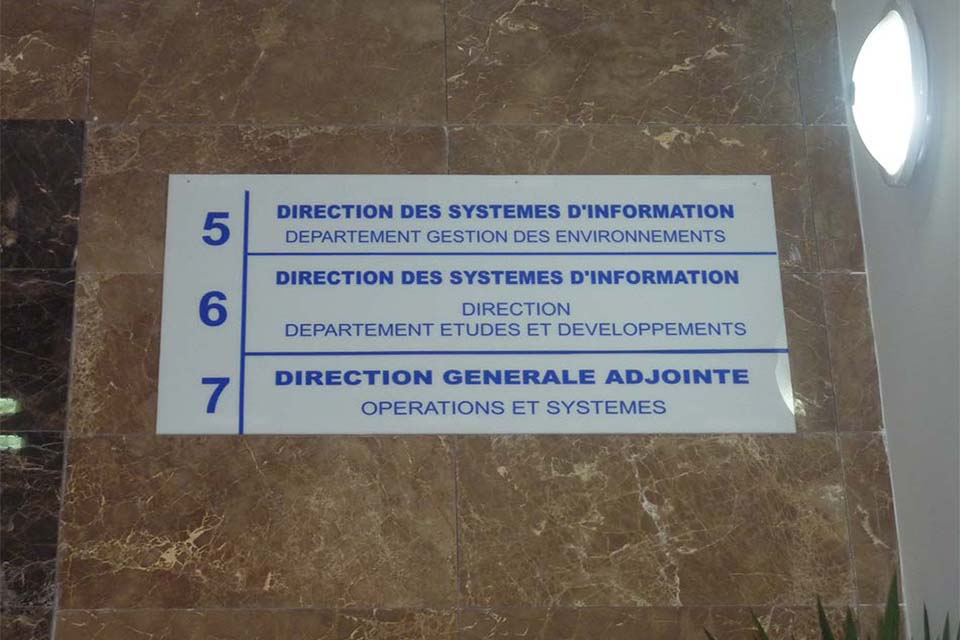 5 DIRECTION DES SYSTEMES D'INFORMATION
DEPARTEMENT GESTION DES ENVIRONNEMENTS
6 DIRECTION DES SYSTEMES D'INFORMATION
DIRECTION
DEPARTEMENT ETUDES ET DEVELOPPEMENTS
7 DIRECTION GENERALE ADJOINTE
OPERATIONS ET SYSTEMES